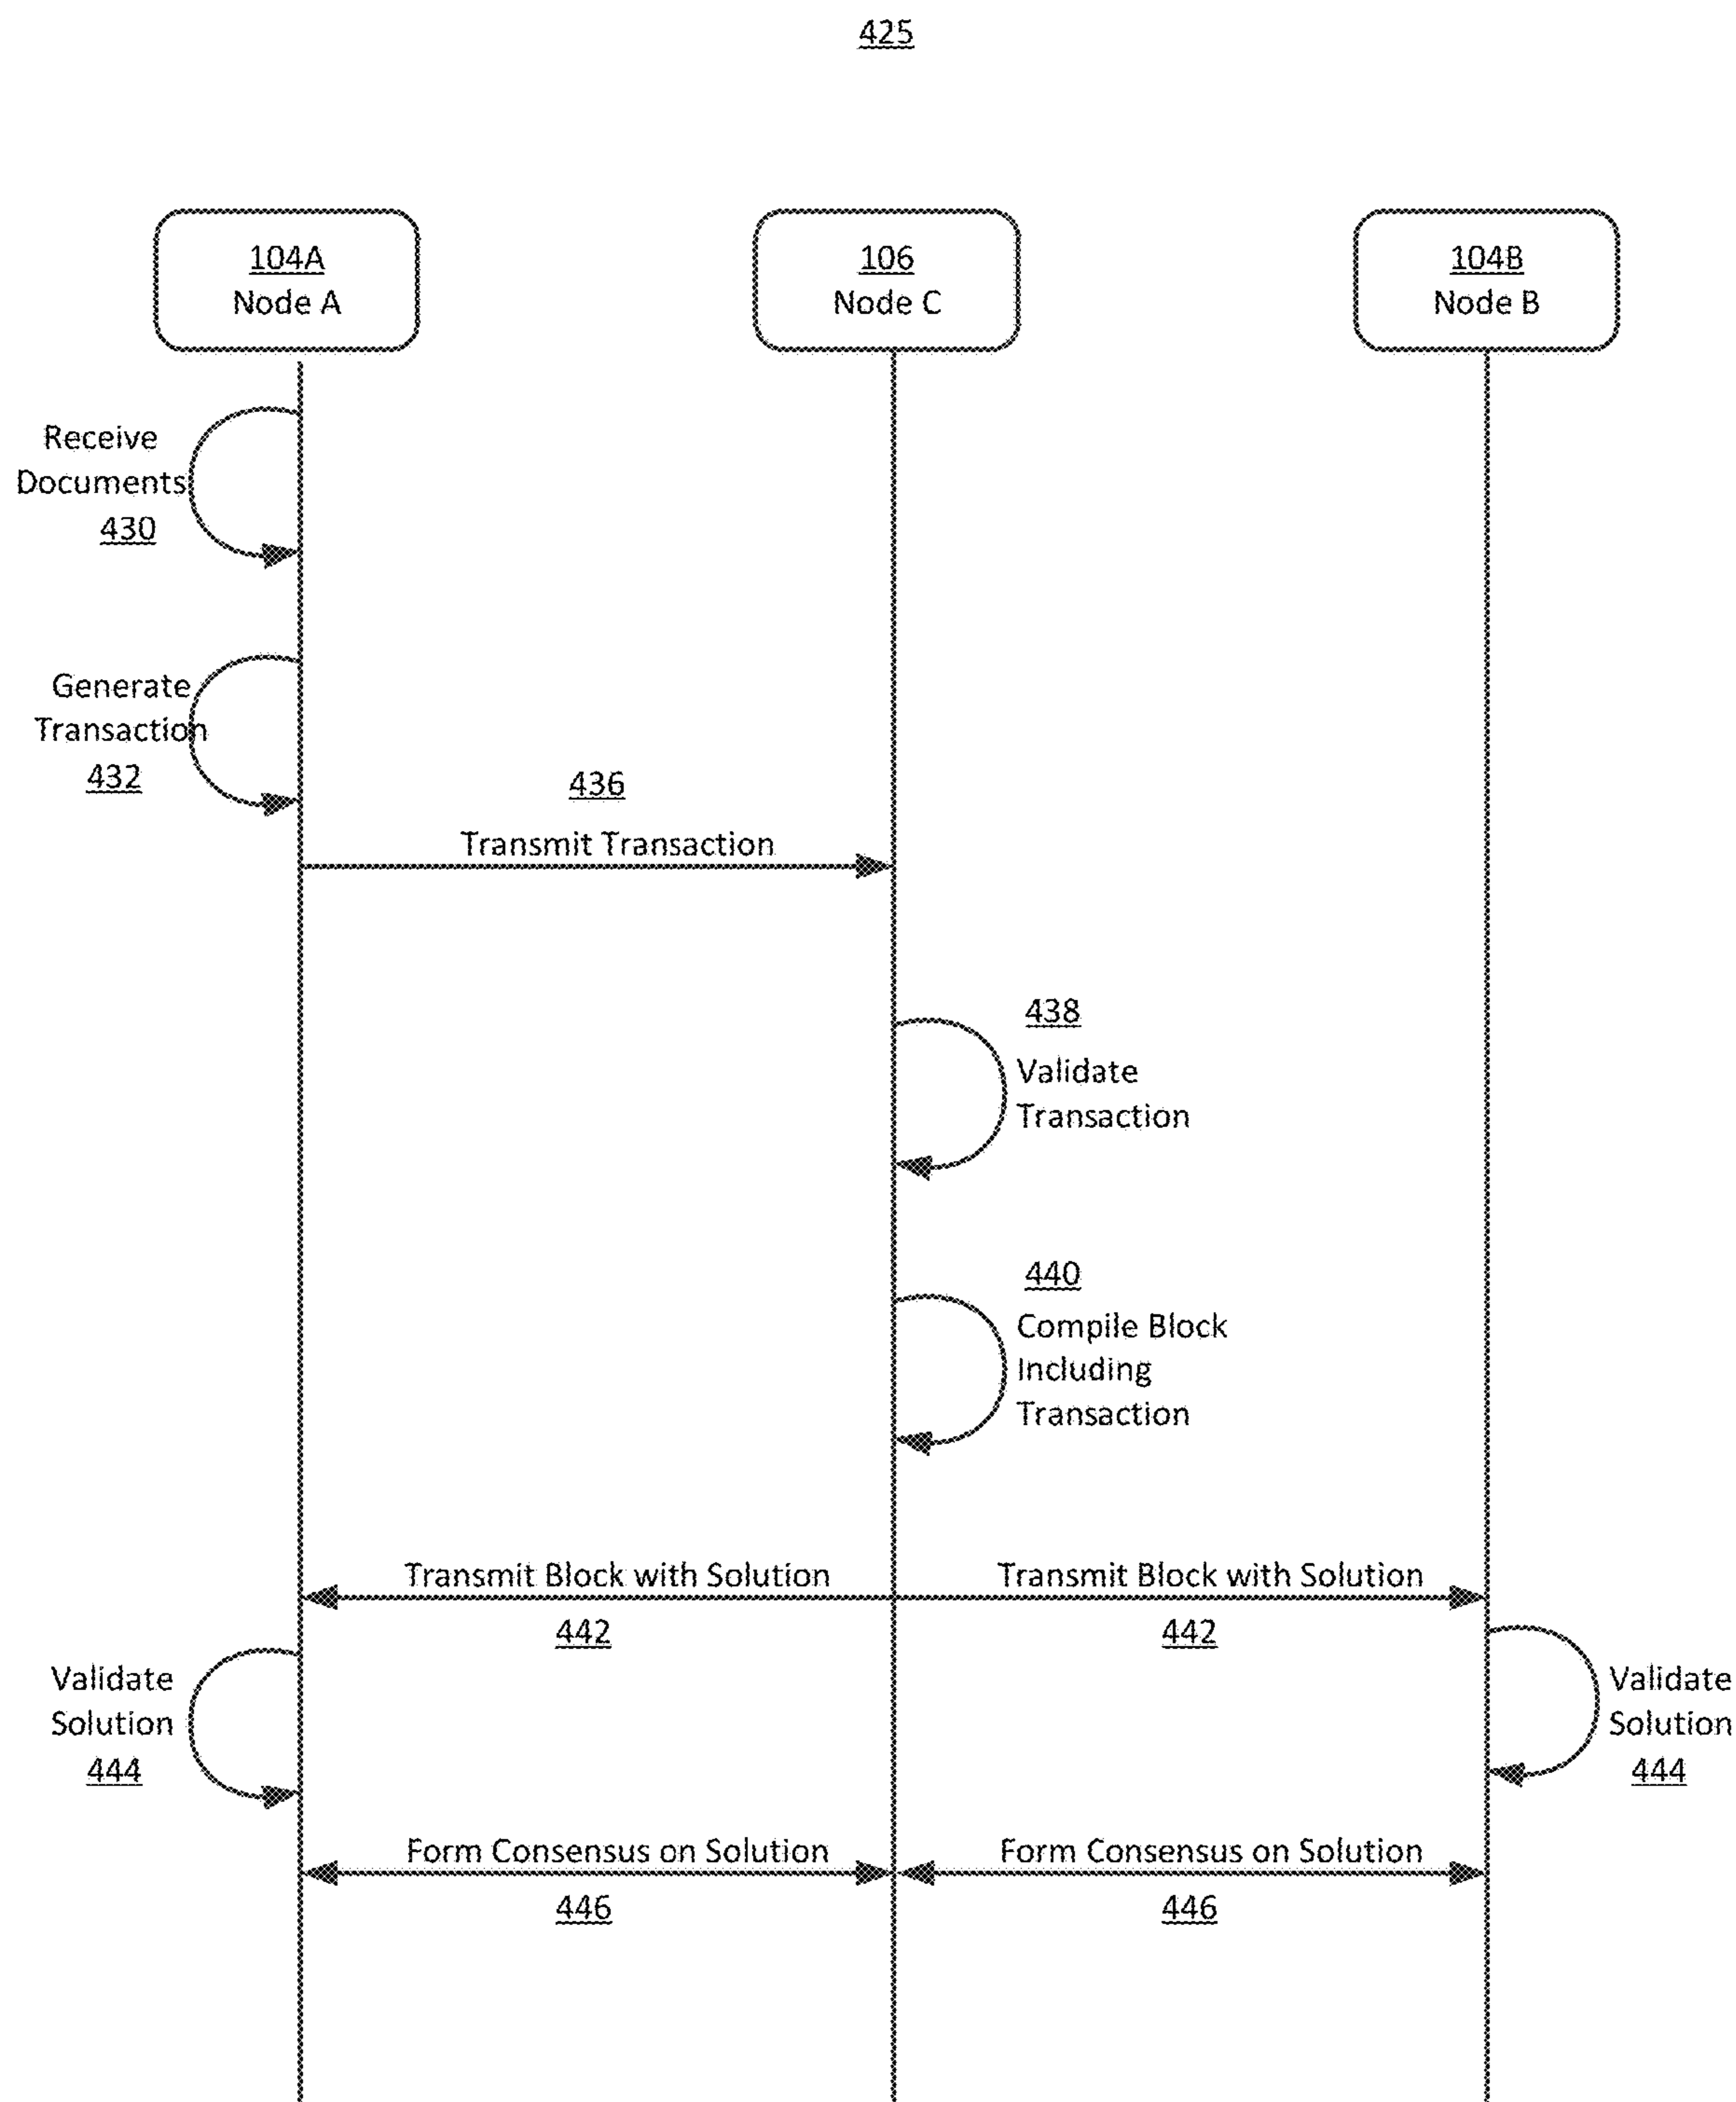 425
104A
Node A
106
Node C
104B
Node B
Receive
Documents
430
Generate
Transaction
432
436
Transmit Transaction
438
Validate
Transaction
440
Compile Block
Including
Transaction
Transmit Block with Solution
442
Transmit Block with Solution
442
Validate
Solution
444
Validate
Solution
444
Form Consensus on Solution
446
Form Consensus on Solution
446